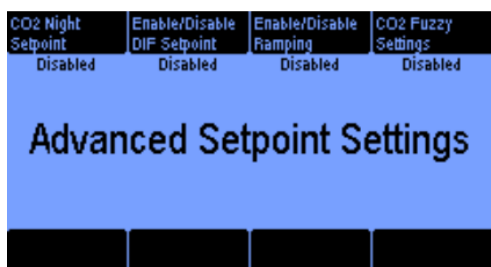 CO2 Night Setpoint
Enable/Disable DIF Setpoint
Enable/Disable Ramping
CO2 Fuzzy Settings
Disabled Disabled Disabled Disabled
Advanced Setpoint Settings